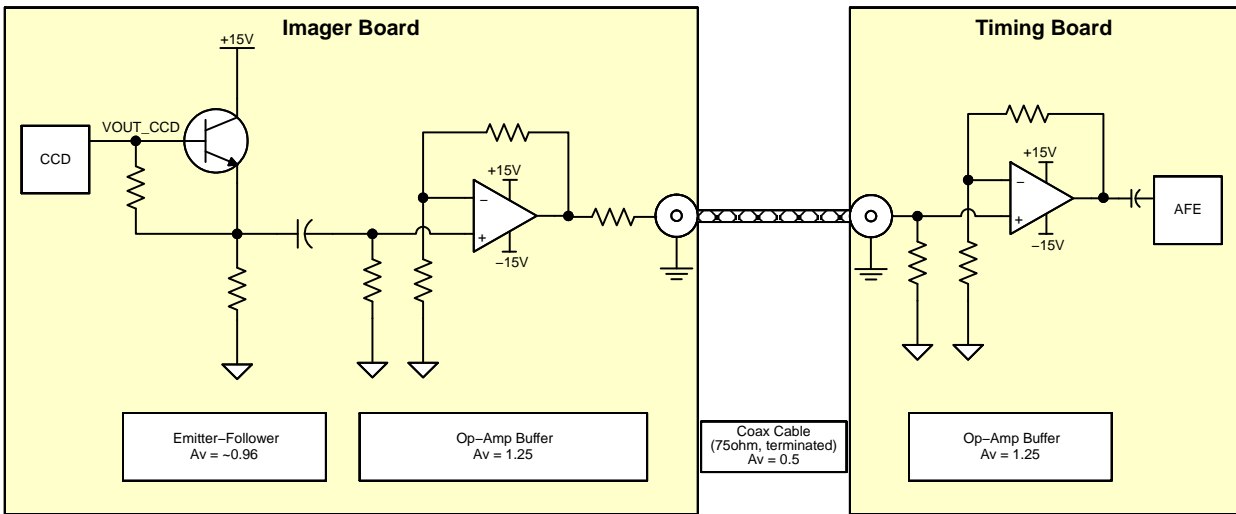 Imager Board
Timing Board
+15V
VOUT_CCD
CCD
+15V
−
+
−15V
+15V
−
+
−15V
AFE
Emitter−Follower
Av = ~0.96
Op−Amp Buffer
Av = 1.25
Coax Cable
(75ohm, terminated)
Av = 0.5
Op−Amp Buffer
Av = 1.25